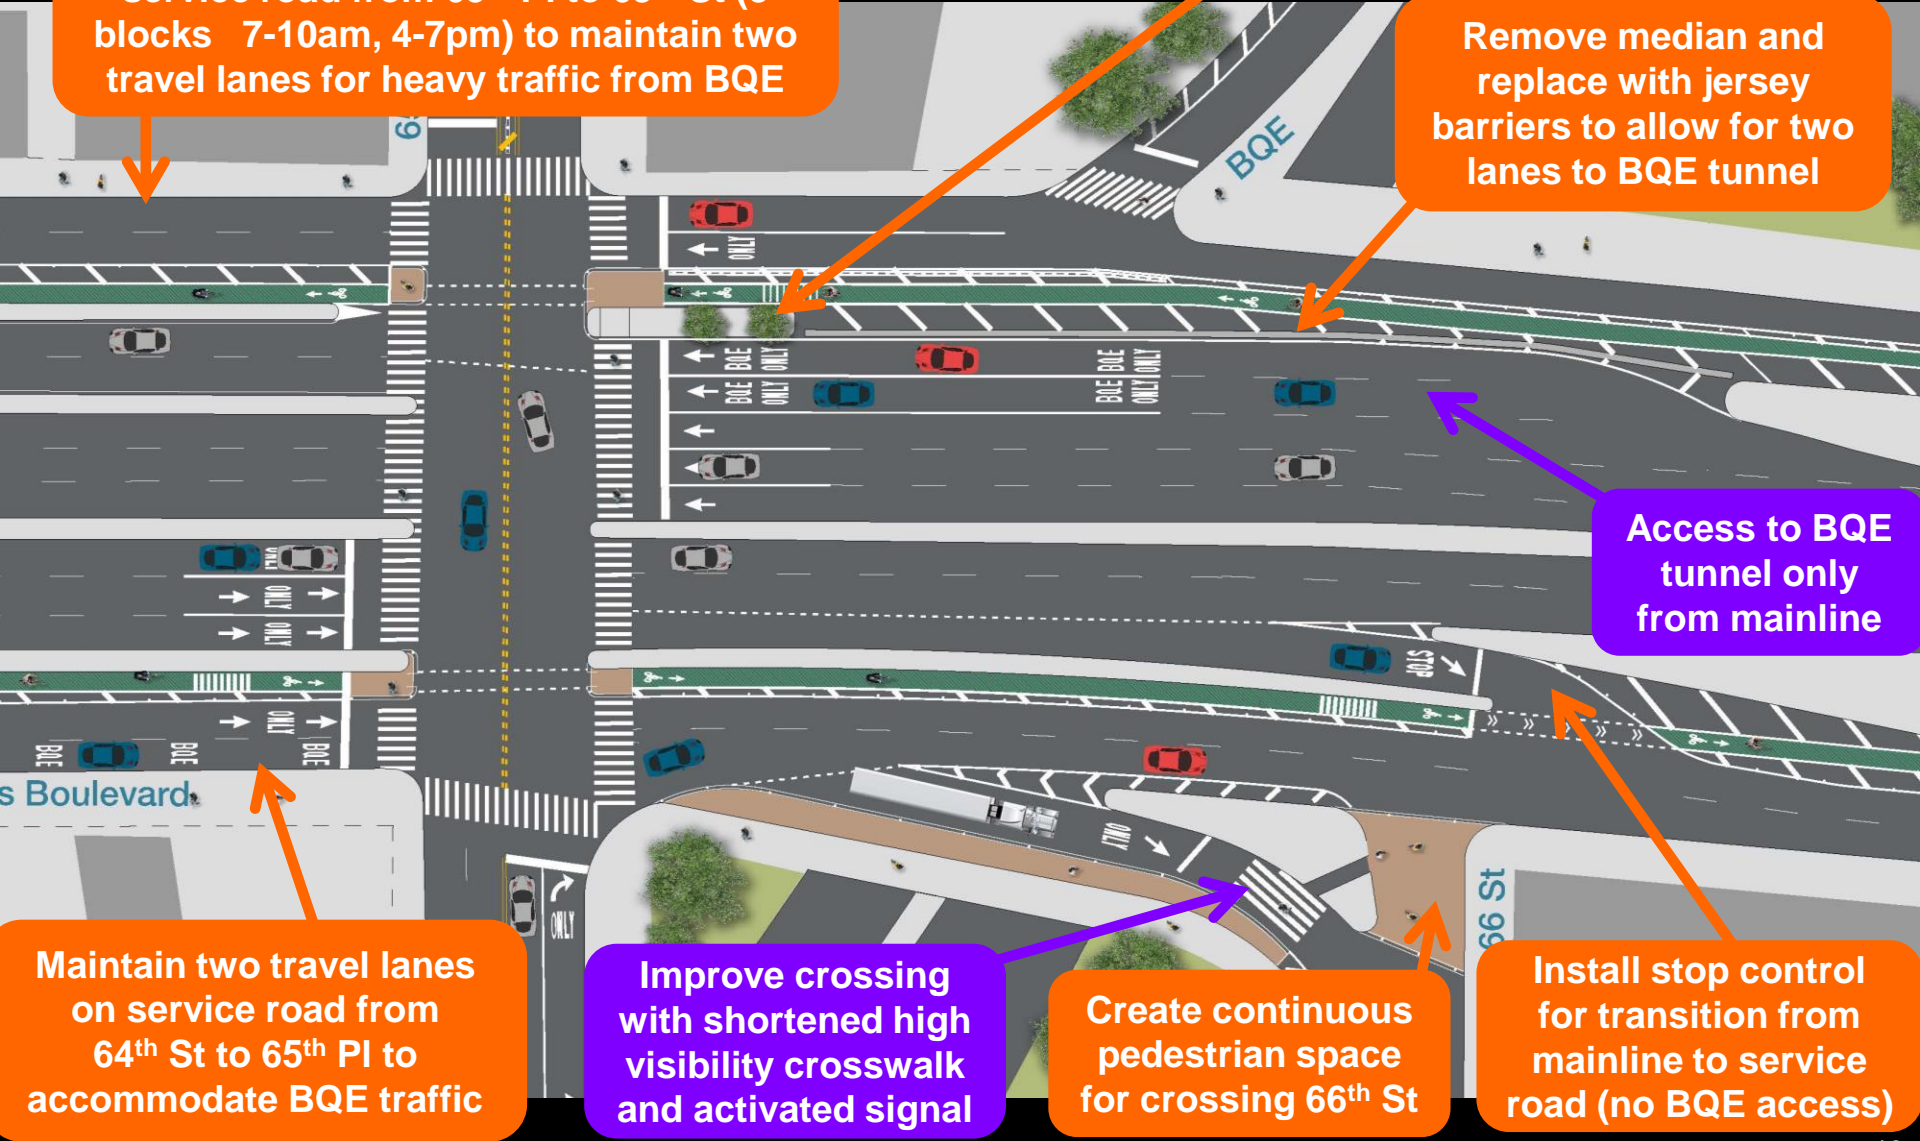 blocks 7-10am, 4-7pm) to maintain two
travel lanes for heavy traffic from BQE
Remove median and
replace with jersey
barriers to allow for two
lanes to BQE tunnel
BQE
ONLY
BQE BQE
ONLY
BQE BQE
ONLY
BQE BQE
ONLY ONLY
Access to BQE
tunnel only
from mainline
ONLY
ONLY
ONLY
STOP
ONLY
BQE
BQE
BQE
s Boulevard
ONLY
ONLY
66 St
Maintain two travel lanes
on service road from
64th St to 65th Pl to
accommodate BQE traffic
Improve crossing
with shortened high
visibility crosswalk
and activated signal
Create continuous
pedestrian space
for crossing 66th St
Install stop control
for transition from
mainline to service
road (no BQE access)